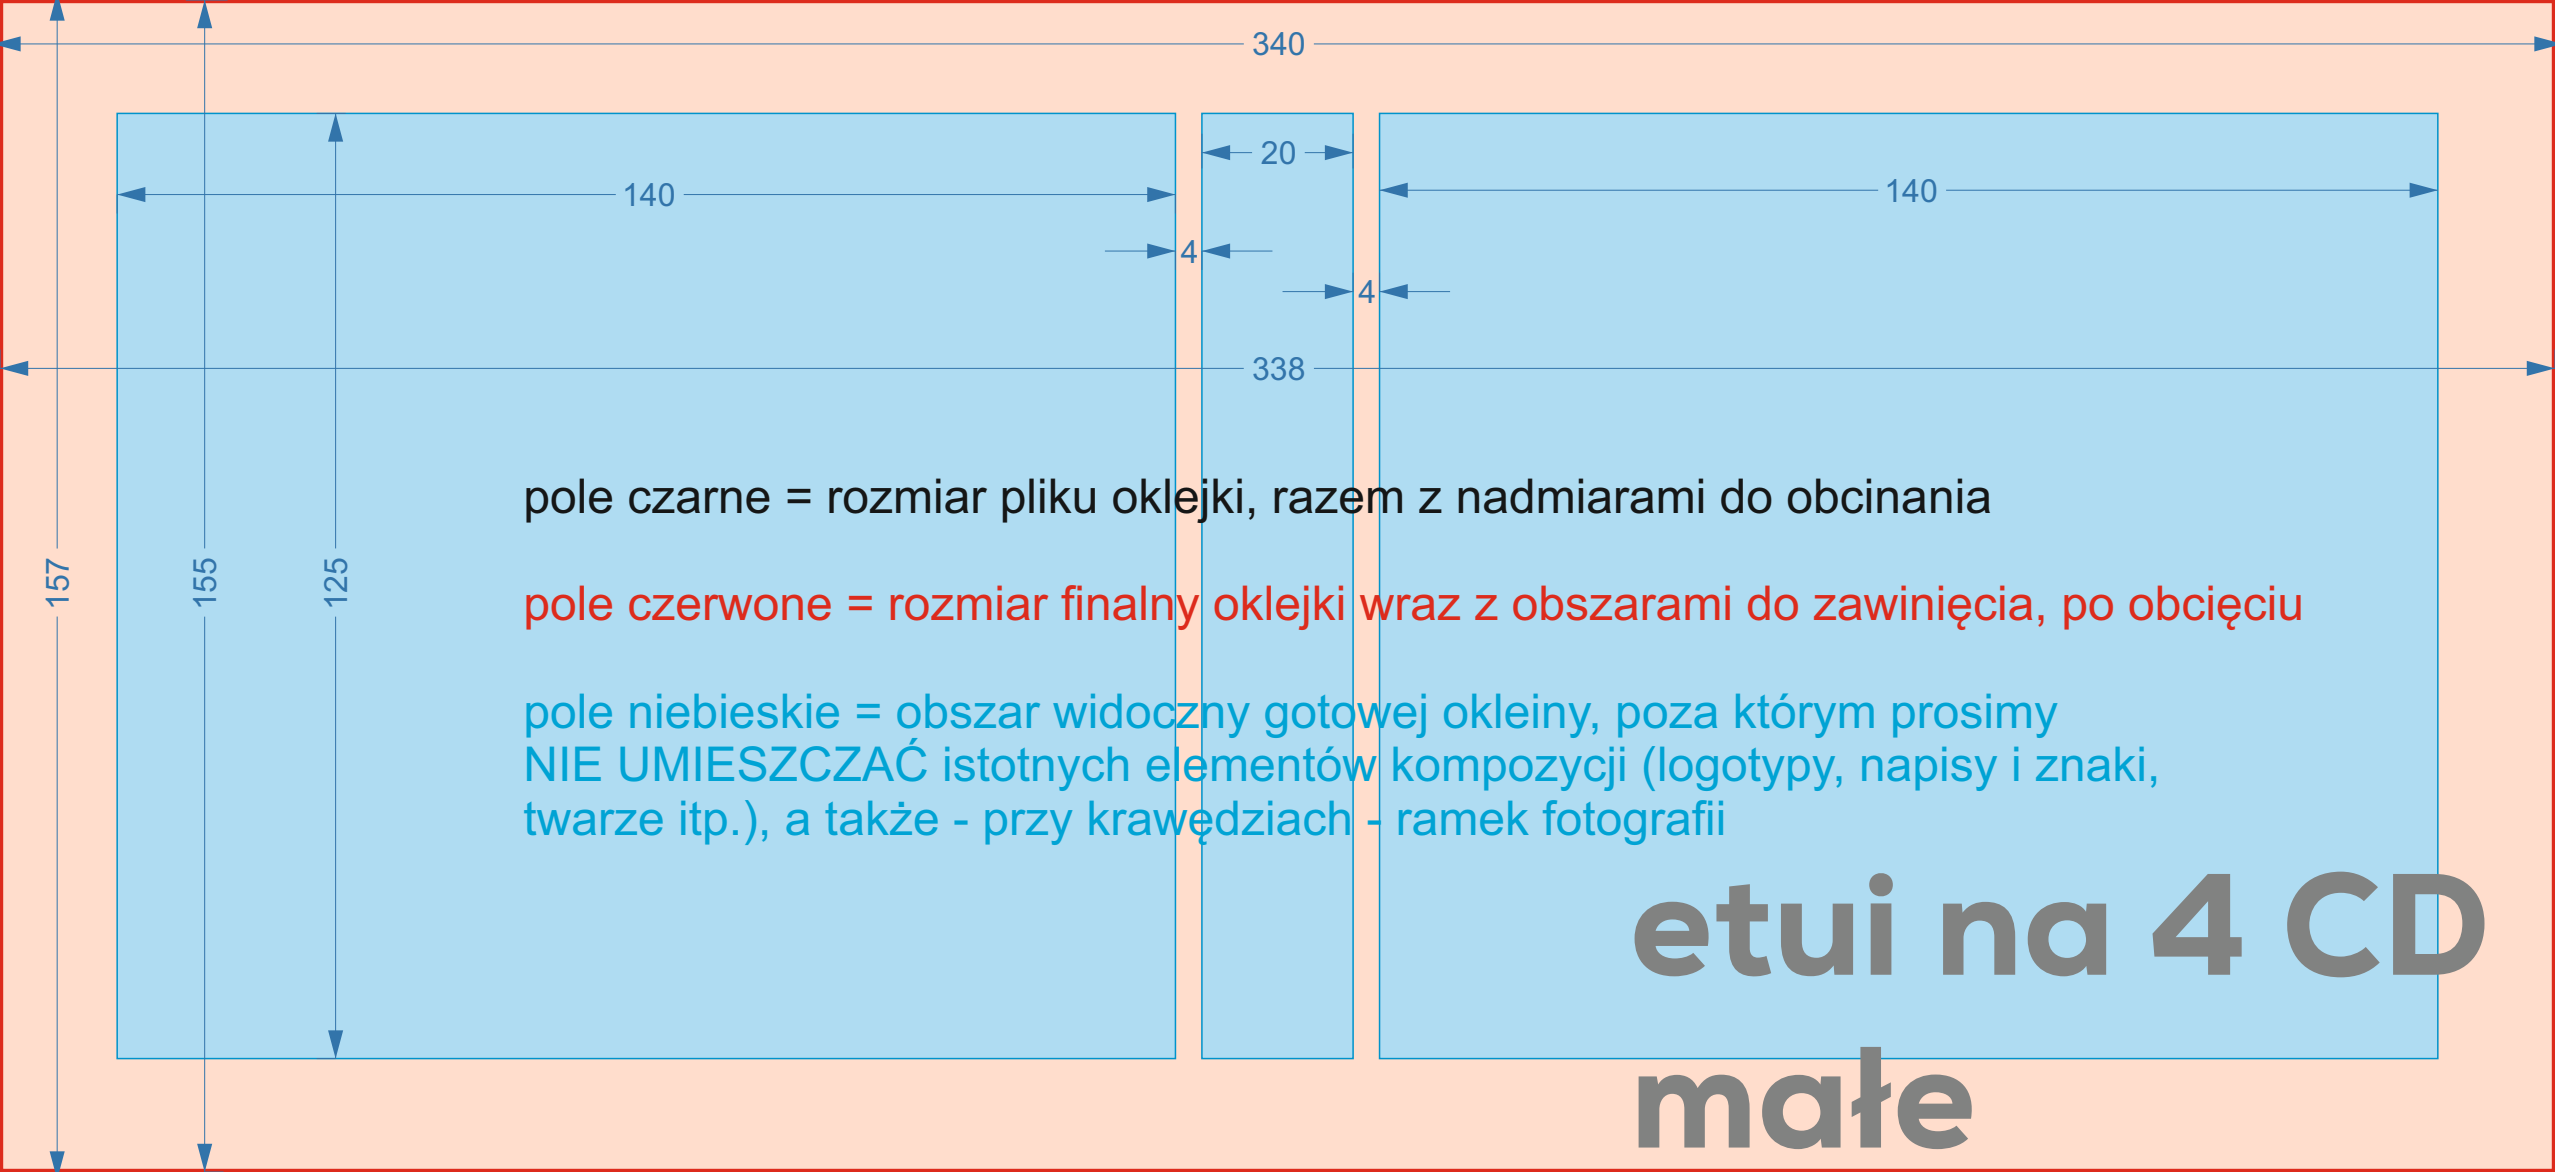 340
20
140
140
4
4
338
157
155
125
pole czarne = rozmiar pliku oklejki, razem z nadmiarami do obcinania
pole czerwone = rozmiar finalny oklejki wraz z obszarami do zawinięcia, po obcięciu
pole niebieskie = obszar widoczny gotowej okleiny, poza którym prosimy
NIE UMIESZCZAĆ istotnych elementów kompozycji (logotypy, napisy i znaki,
twarze itp.), a także - przy krawędziach - ramek fotografii
etui na 4 CD
małe